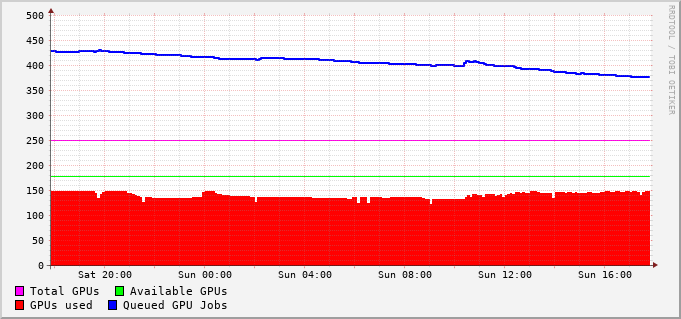 500
450
400
350
300
250
200
150
100
50
0
Sat 20:00 Sun 00:00 Sun 04:00 Sun 08:00 Sun 12:00 Sun 16:00
Total GPUs Available GPUs
GPUs used Queued GPU Jobs
RRDTOOL / TOBI OETIKER